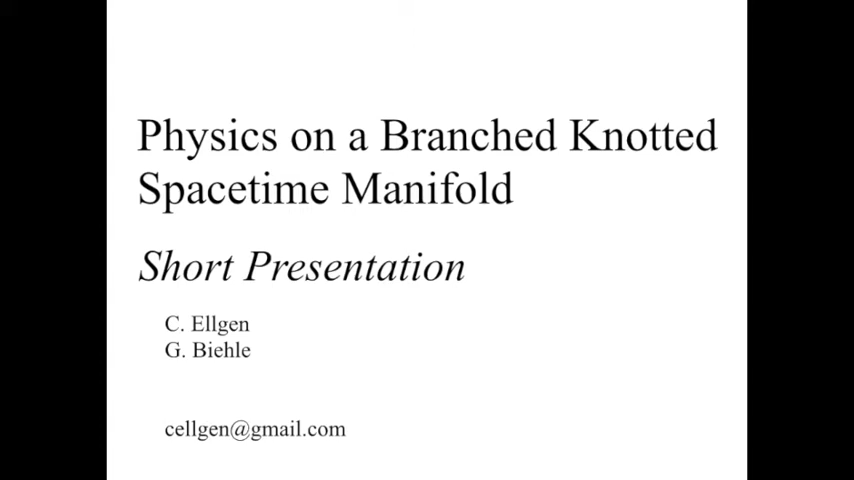 Physics on a Branched Knotted
Spacetime Manifold
Short Presentation
C. Ellgen
G. Biehle
cellgen@gmail.com